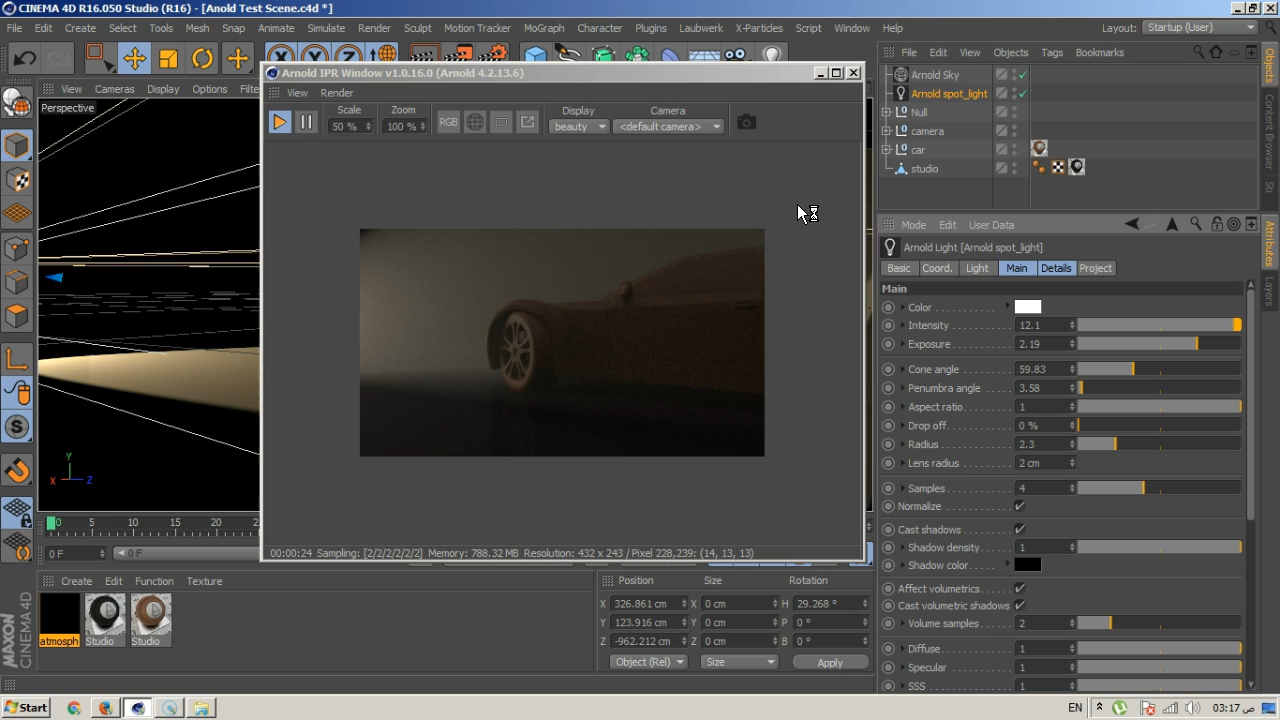 CINEMA 4D R16.050 Studio (R16) - [Anold Test Scene.c4d *]
File Edit Create Select Tools Mesh Snap Animate Simulate Render Sculpt Motion Tracker MoGraph Character Plugins Laubwerk X-Particles Script Window Help Layout: Startup (User)
View Cameras Display Options
Perspective
Arnold IPR Window v1.0.16.0 (Arnold 4.2.13.6)
View Render
Scale Zoom Display Camera
50 % 100 % RGB beauty <default camera>
00:00:24 Sampling: [2/2/2/2/2/2] Memory: 788.32 MB Resolution: 432 x 243 / Pixel 228,239: (14, 13, 13)
Y
X Z
0 5 10 15 20
0 F 0 F
File Edit View Objects Tags Bookmarks
Arnold Sky
Arnold spot_light
Null
camera
car
studio
Objects
Content Browser
Attributes
Layers
Mode Edit User Data
Arnold Light [Arnold spot_light]
Basic Coord. Light Main Details Project
Main
Color
Intensity 12.1
Exposure 2.19
Cone angle 59.83
Penumbra angle 3.58
Aspect ratio 1
Drop off 0 %
Radius 2.3
Lens radius 2 cm
Samples 4
Normalize
Cast shadows
Shadow density 1
Shadow color
Affect volumetrics
Cast volumetric shadows
Volume samples 2
Diffuse 1
Specular 1
SSS 1
Create Edit Function Texture
atmosph Studio Studio
Position Size Rotation
X 326.861 cm X 0 cm H 29.268 °
Y 123.916 cm Y 0 cm P 0 °
Z -962.212 cm Z 0 cm B 0 °
Object (Rel) Size Apply
MAXON
CINEMA 4D
Start EN 03:17 ص